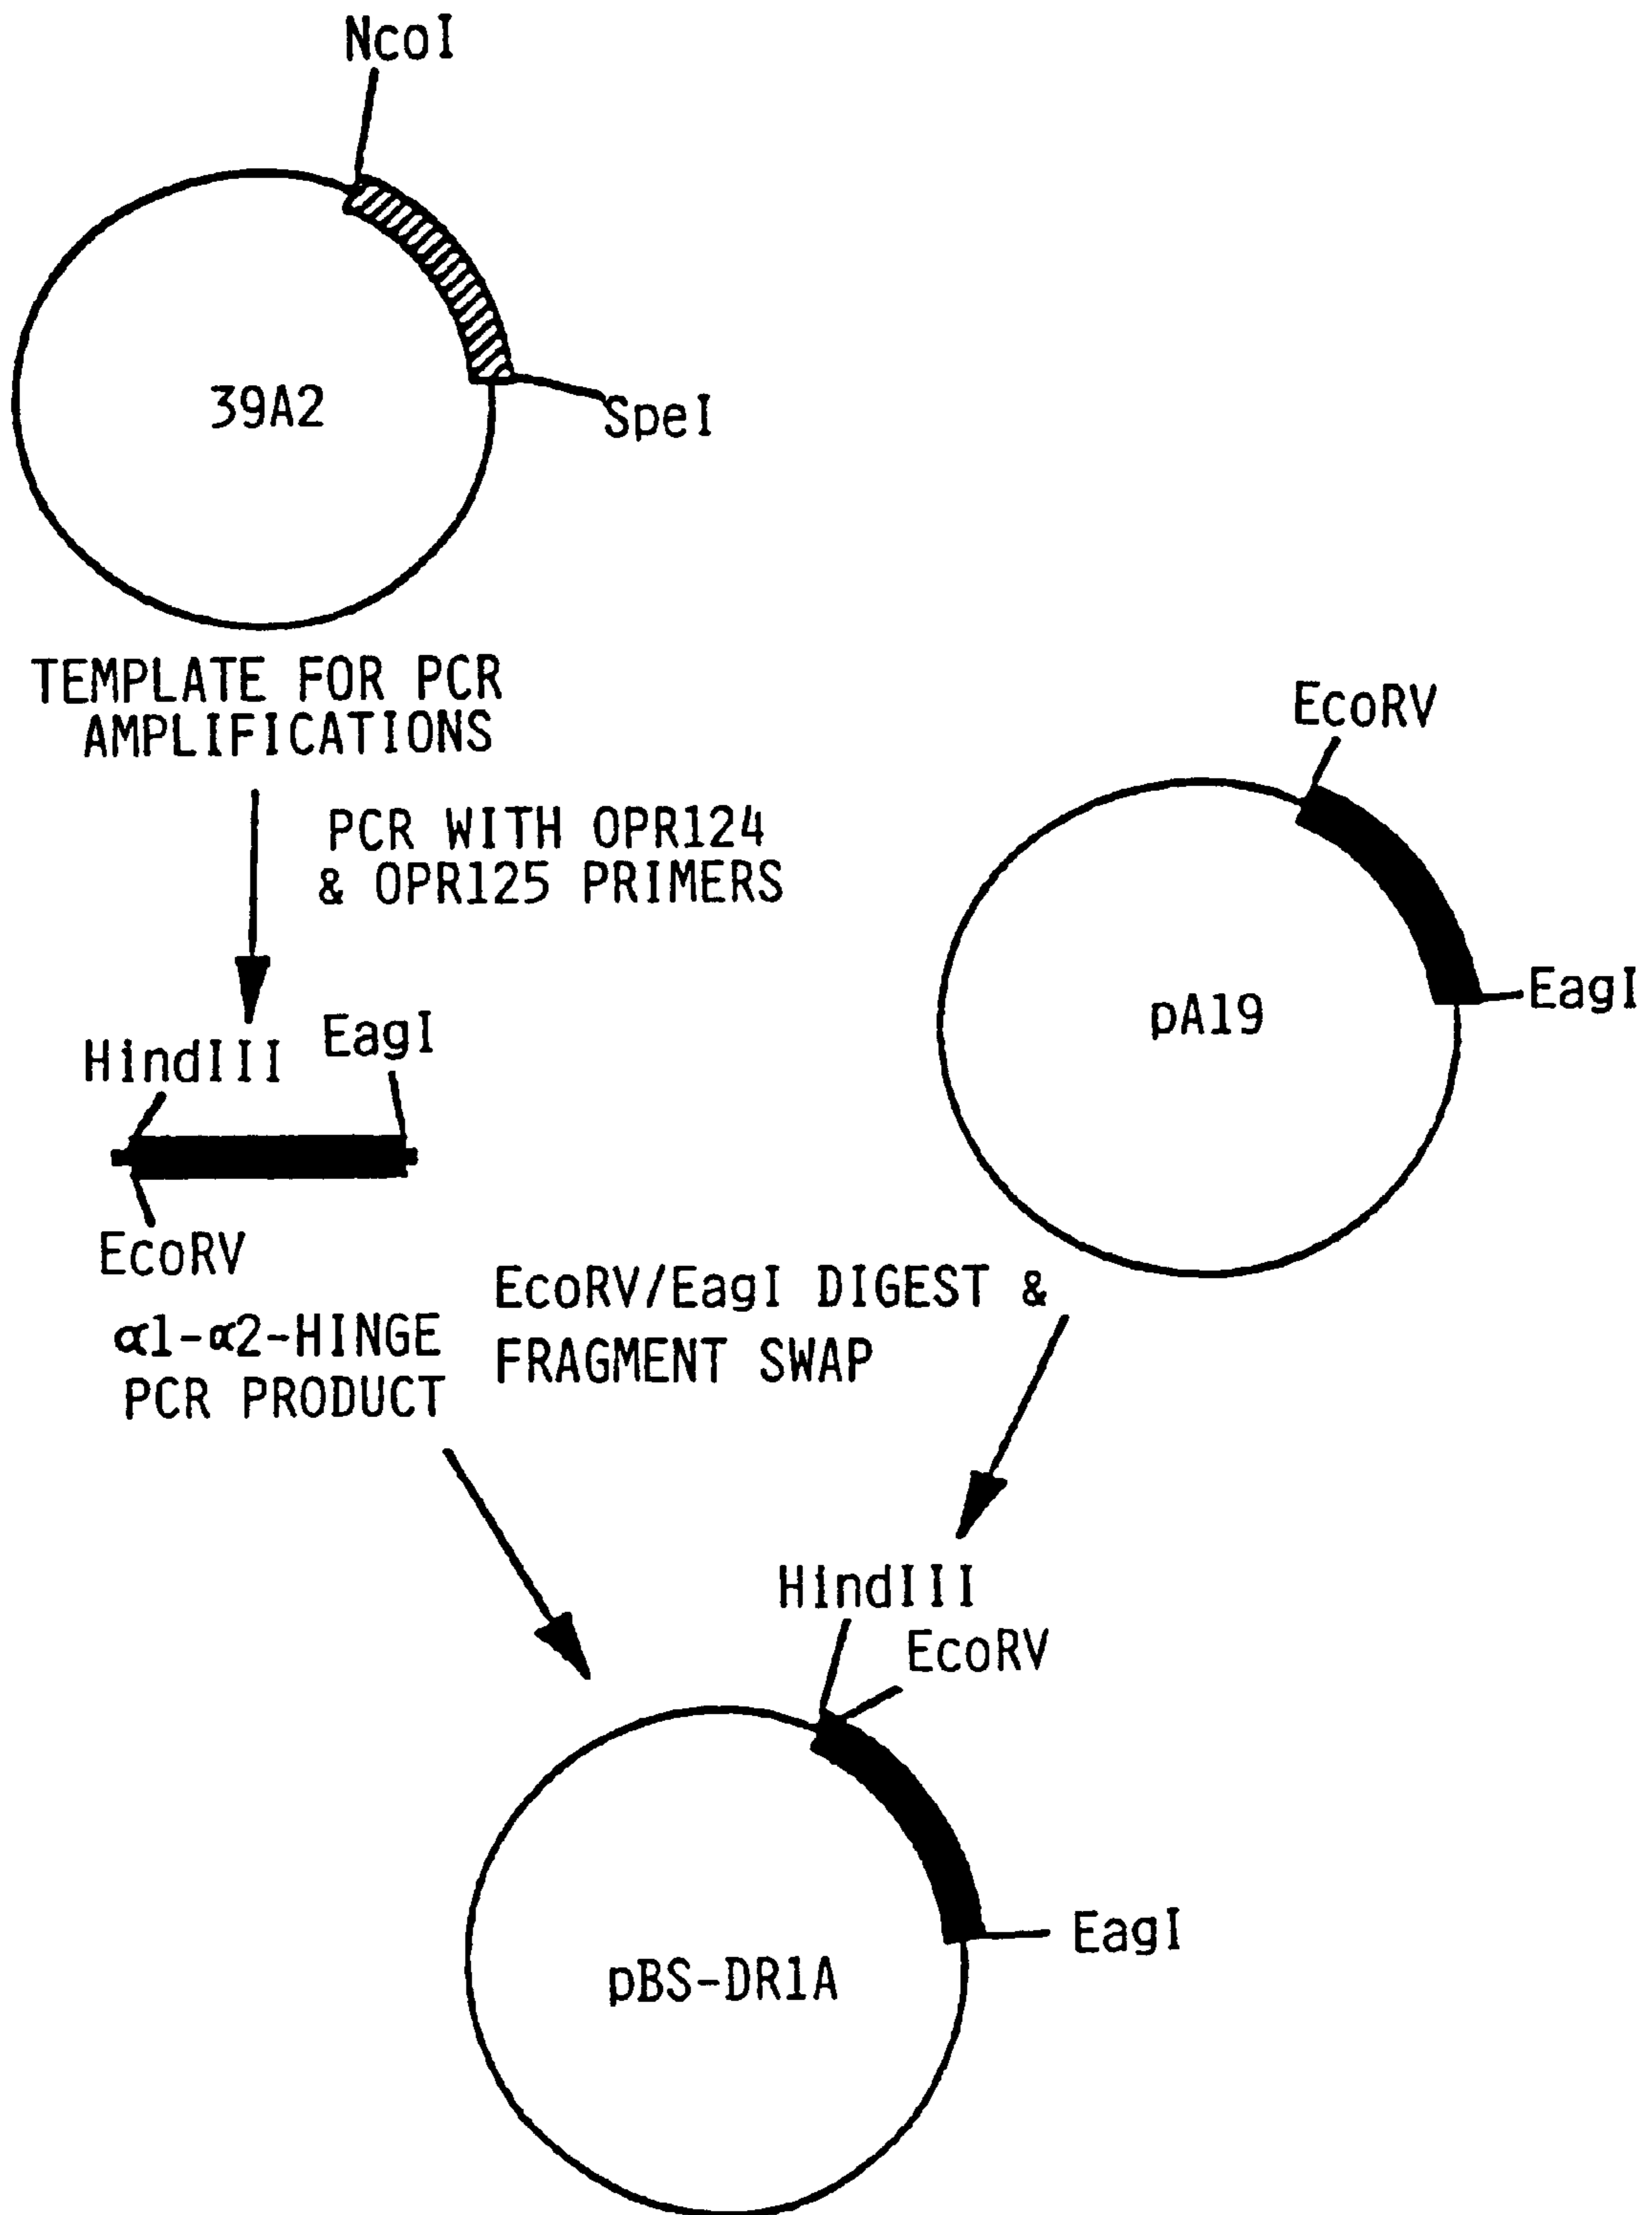 NcoI
39A2
SpeI
TEMPLATE FOR PCR
AMPLIFICATIONS
PCR WITH OPR124
& OPR125 PRIMERS
EcoRV
pA19
EagI
HindIII
EagI
EcoRV
α1-α2-HINGE
PCR PRODUCT
EcoRV/EagI DIGEST &
FRAGMENT SWAP
HindIII
EcoRV
EagI
pBS-DR1A